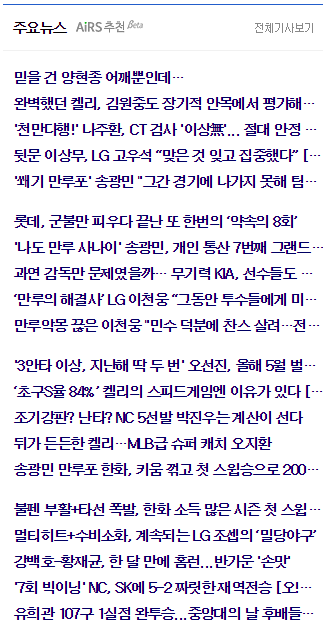 주요뉴스 AiRS 추천 Beta 전체기사보기
믿을 건 양현종 어깨뿐인데…
완벽했던 켈리, 김원중도 장기적 안목에서 평가해…
'천만다행!' 나주환, CT 검사 '이상無'... 절대 안정 …
뒷문 이상무, LG 고우석 “맞은 것 잊고 집중했다” [...
'쐐기 만루포' 송광민 "그간 경기에 나가지 못해 팀…
롯데, 군불만 피우다 끝난 또 한번의 ‘약속의 8회’
'나도 만루 사나이' 송광민, 개인 통산 7번째 그랜드…
과연 감독만 문제였을까… 무기력 KIA, 선수들도 …
‘만루의 해결사’ LG 이천웅 “그동안 투수들에게 미…
만루악몽 끊은 이천웅 "민수 덕분에 찬스 살려…전…
'3안타 이상, 지난해 딱 두 번' 오선진, 올해 5월 벌…
‘초구S율 84%’ 켈리의 스피드게임엔 이유가 있다 [...
조기강판? 난타? NC 5선발 박진우는 계산이 선다
뒤가 든든한 켈리…MLB급 슈퍼 캐치 오지환
송광민 만루포 한화, 키움 꺾고 첫 스윕승으로 200…
불펜 부활+타선 폭발, 한화 소득 많은 시즌 첫 스윕…
멀티히트+수비소화, 계속되는 LG 조셉의 ‘밀당야구’
강백호-황재균, 한 달 만에 홈런…반가운 '손맛'
'7회 빅이닝' NC, SK에 5-2 짜릿한 재역전승 [오!…
유희관 107구 1실점 완투승…중앙대의 날 후배들…